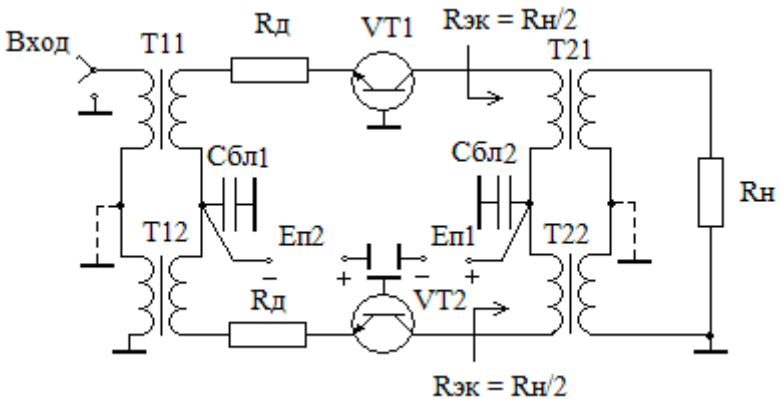 Вход
T11
Rд
VT1
Rэк = Rн/2
T21
Cбл1
Cбл2
Rн
T12
Eп2
Eп1
T22
−
+
−
+
Rд
VT2
Rэк = Rн/2